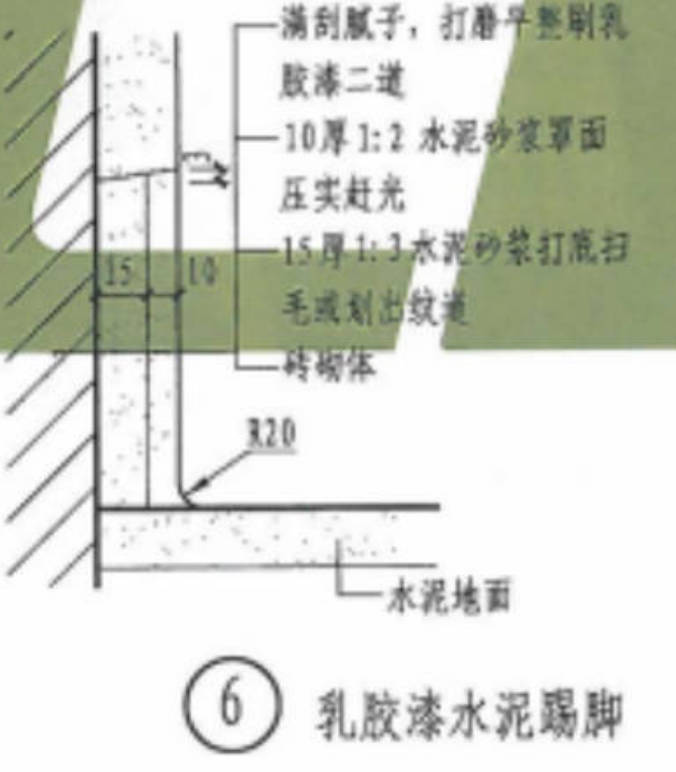 满刮腻子，打磨平整刷乳
胶漆二道
10厚1:2 水泥砂浆罩面
压实赶光
15厚1:3水泥砂浆打底扫
毛或划出纹道
15 10
砖砌体
R20
水泥地面
6 乳胶漆水泥踢脚